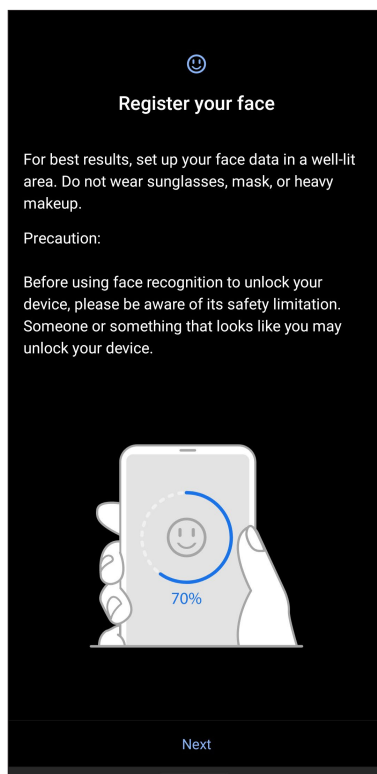 Register your face
For best results, set up your face data in a well-lit
area. Do not wear sunglasses, mask, or heavy
makeup.
Precaution:
Before using face recognition to unlock your
device, please be aware of its safety limitation.
Someone or something that looks like you may
unlock your device.
70%
Next